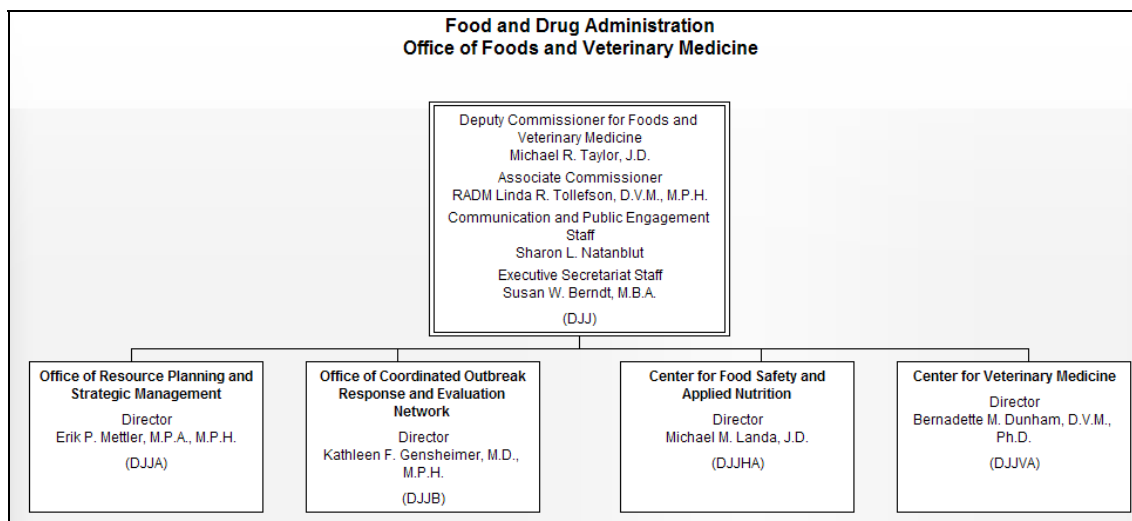 Food and Drug Administration
Office of Foods and Veterinary Medicine
Deputy Commissioner for Foods and
Veterinary Medicine
Michael R. Taylor, J.D.
Associate Commissioner
RADM Linda R. Tollefson, D.V.M., M.P.H.
Communication and Public Engagement
Staff
Sharon L. Natanblut
Executive Secretariat Staff
Susan W. Berndt, M.B.A.
(DJJ)
Office of Resource Planning and
Strategic Management
Director
Erik P. Mettler, M.P.A., M.P.H.
(DJJA)
Office of Coordinated Outbreak
Response and Evaluation
Network
Director
Kathleen F. Gensheimer, M.D.,
M.P.H.
(DJJB)
Center for Food Safety and
Applied Nutrition
Director
Michael M. Landa, J.D.
(DJJHA)
Center for Veterinary Medicine
Director
Bernadette M. Dunham, D.V.M.,
Ph.D.
(DJJVA)